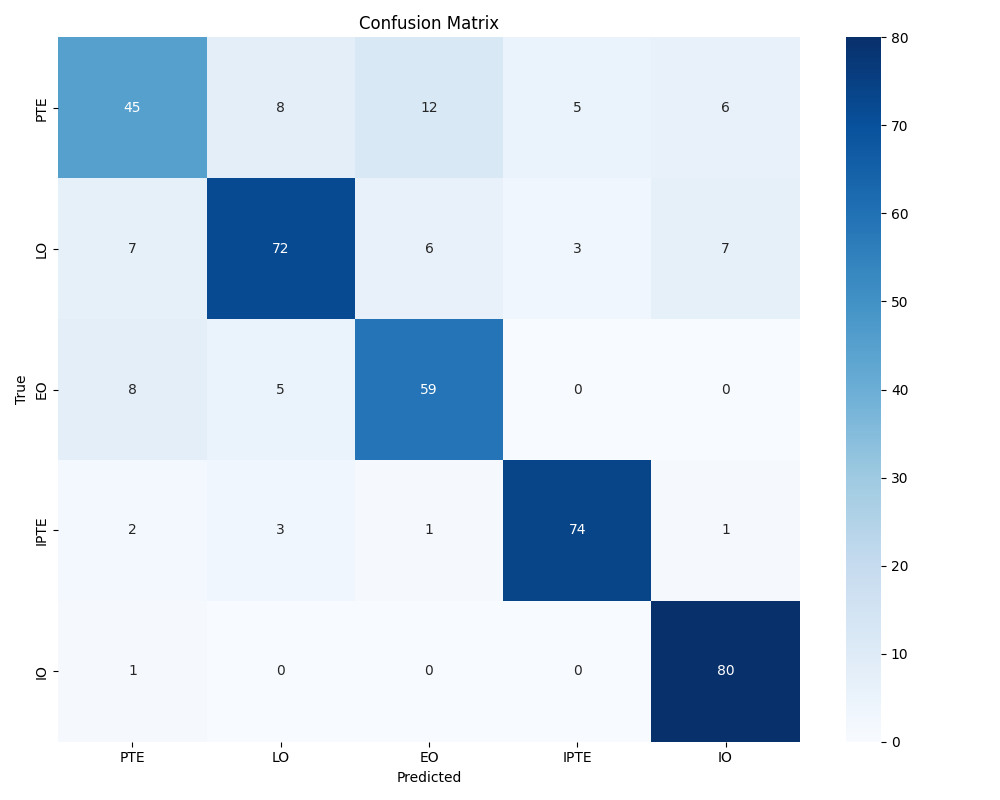 Confusion Matrix
PTE 45 8 12 5 6
LO 7 72 6 3 7
EO 8 5 59 0 0
IPTE 2 3 1 74 1
IO 1 0 0 0 80
PTE LO EO IPTE IO
Predicted
True
80
70
60
50
40
30
20
10
0